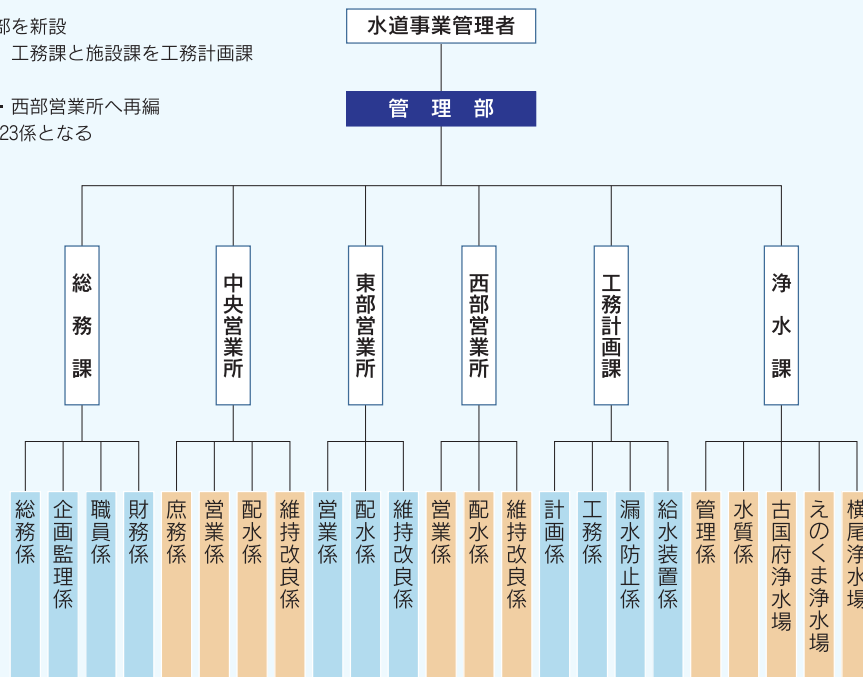 部を新設
工務課と施設課を工務計画課
・西部営業所へ再編
23係となる
水道事業管理者
管理部
総務課
中央営業所
東部営業所
西部営業所
工務計画課
浄水課
総務係
企画監理係
職員係
財務係
庶務係
営業係
配水係
維持改良係
営業係
配水係
維持改良係
営業係
配水係
維持改良係
計画係
工務係
漏水防止係
給水装置係
管理係
水質係
古国府浄水場
えのくま浄水場
横尾浄水場